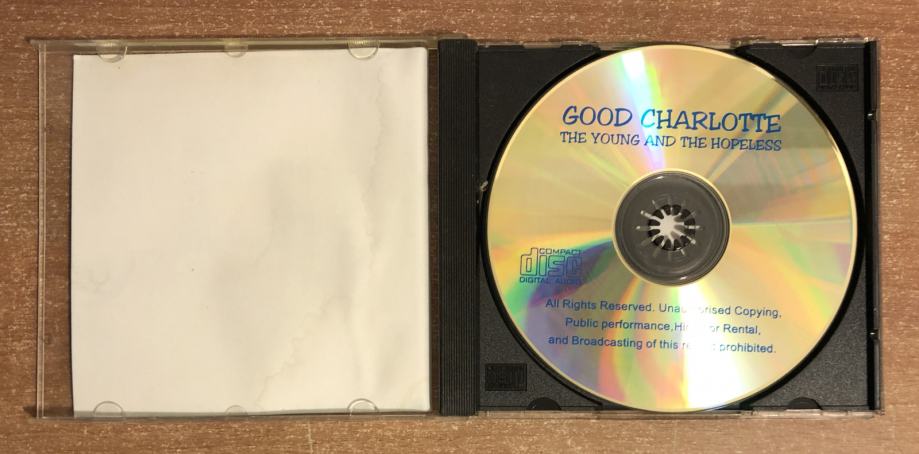 GOOD CHARLOTTE
THE YOUNG AND THE HOPELESS
COMPACT
disc
DIGITAL AUDIO
All Rights Reserved. Copying,
Public performance, or Rental,
and Broadcasting of this prohibited.